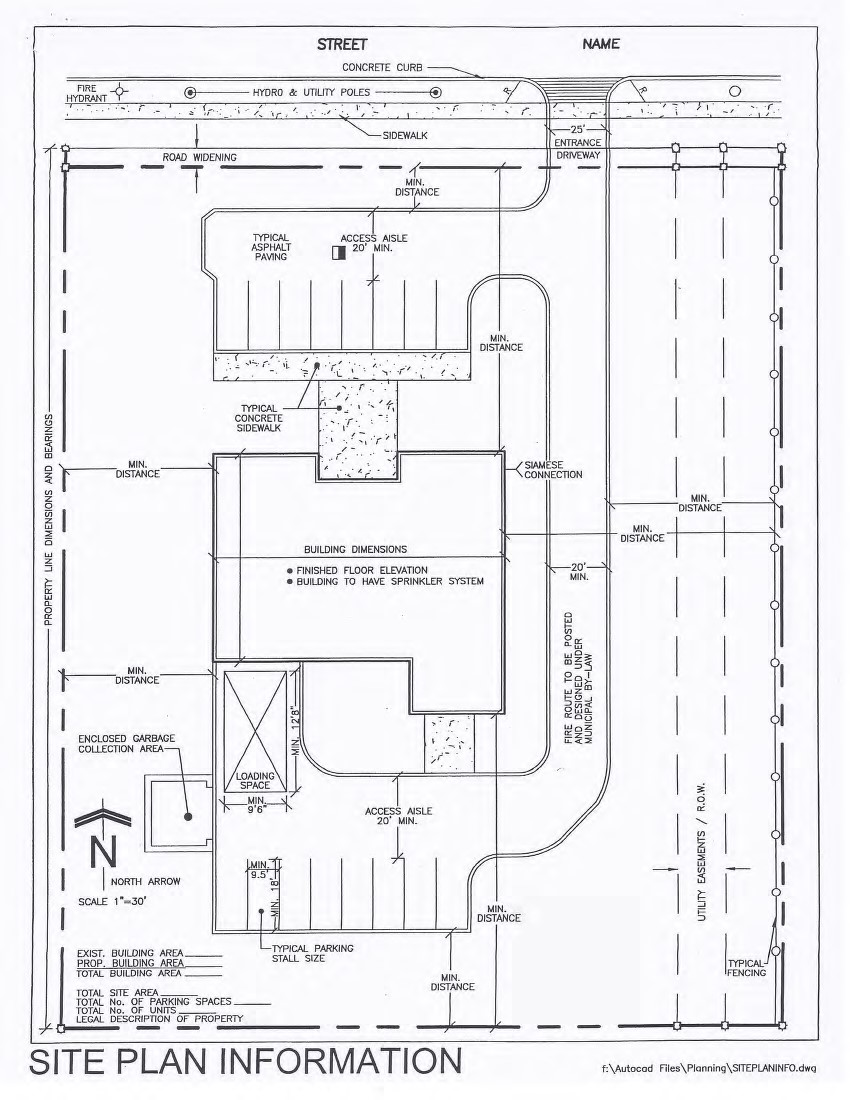 STREET NAME
CONCRETE CURB
FIRE
HYDRANT
HYDRO & UTILITY POLES
R
R
SIDEWALK
25'
ENTRANCE
DRIVEWAY
ROAD WIDENING
MIN.
DISTANCE
TYPICAL
ASPHALT
PAVING
ACCESS AISLE
20' MIN.
MIN.
DISTANCE
TYPICAL
CONCRETE
SIDEWALK
PROPERTY LINE DIMENSIONS AND BEARINGS
MIN.
DISTANCE
SIAMESE
CONNECTION
MIN.
DISTANCE
MIN.
DISTANCE
BUILDING DIMENSIONS
● FINISHED FLOOR ELEVATION
● BUILDING TO HAVE SPRINKLER SYSTEM
20'
MIN.
FIRE ROUTE TO BE POSTED
AND DESIGNED UNDER
MUNICIPAL BY-LAW
MIN.
DISTANCE
MIN. 12'8"
ENCLOSED GARBAGE
COLLECTION AREA
LOADING
SPACE
MIN.
9'6"
ACCESS AISLE
20' MIN.
UTILITY EASEMENTS / R.O.W.
N
NORTH ARROW
SCALE 1"=30'
MIN.
9.5'
MIN. 18'
MIN.
DISTANCE
TYPICAL PARKING
STALL SIZE
MIN.
DISTANCE
TYPICAL
FENCING
EXIST. BUILDING AREA
PROP. BUILDING AREA
TOTAL BUILDING AREA
TOTAL SITE AREA
TOTAL No. OF PARKING SPACES
TOTAL No. OF UNITS
LEGAL DESCRIPTION OF PROPERTY
SITE PLAN INFORMATION
f:\Autocad Files\Planning\SITEPLANINFO.dwg